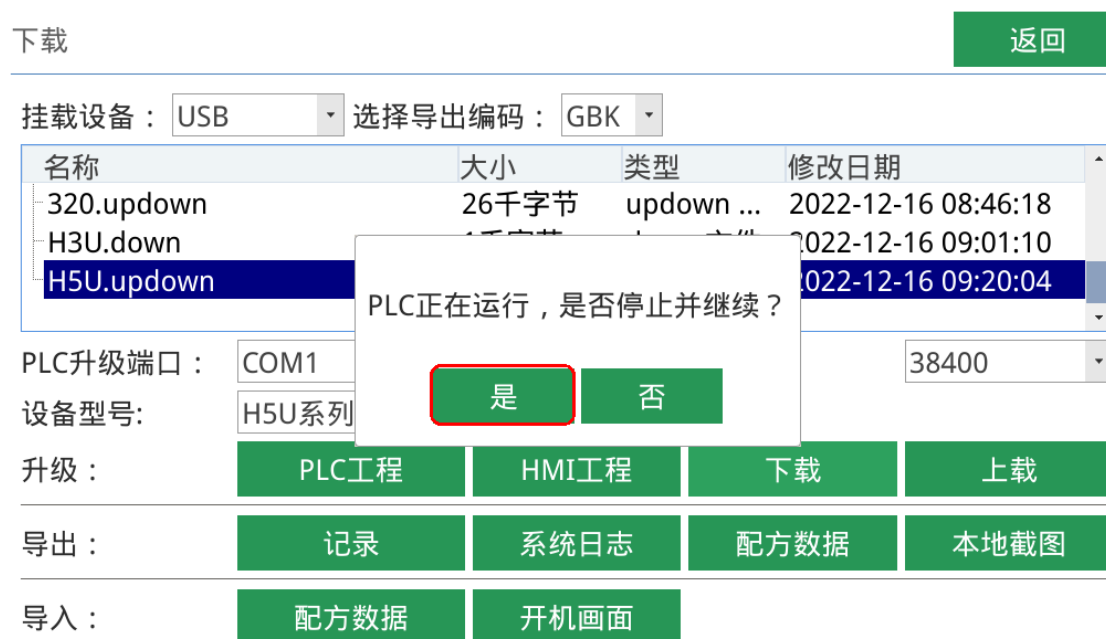 下载 返回
挂载设备： USB 选择导出编码： GBK
名称 大小 类型 修改日期
320.updown 26千字节 updown ... 2022-12-16 08:46:18
H3U.down 2022-12-16 09:01:10
H5U.updown 2022-12-16 09:20:04
PLC正在运行，是否停止并继续？
是 否
PLC升级端口： COM1 38400
设备型号: H5U系列
升级： PLC工程 HMI工程 下载 上载
导出： 记录 系统日志 配方数据 本地截图
导入： 配方数据 开机画面